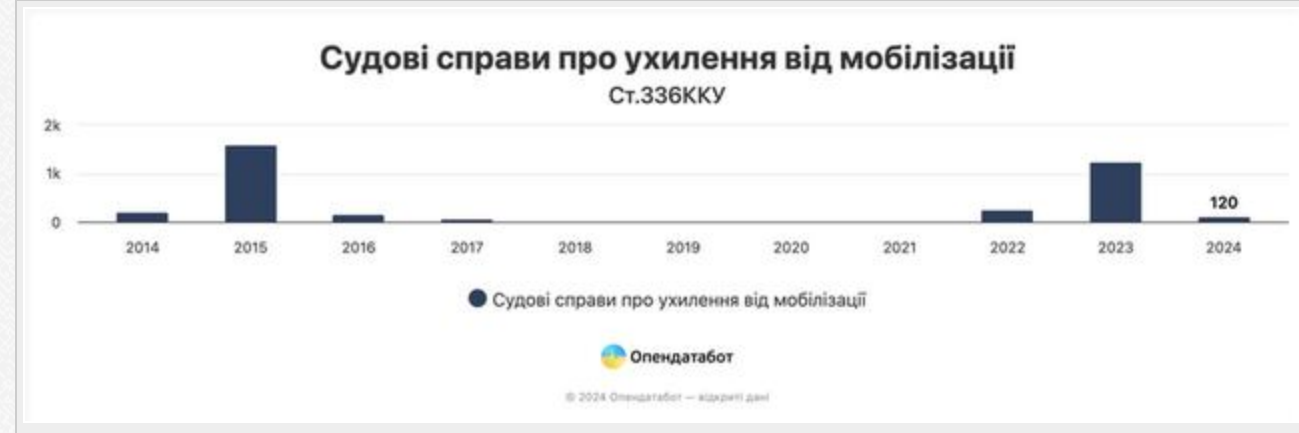 Судові справи про ухилення від мобілізації
Ст.336ККУ
2k
1k
0
120
2014 2015 2016 2017 2018 2019 2020 2021 2022 2023 2024
Судові справи про ухилення від мобілізації
Опендатабот
© 2024 Опендатабот — відкриті дані